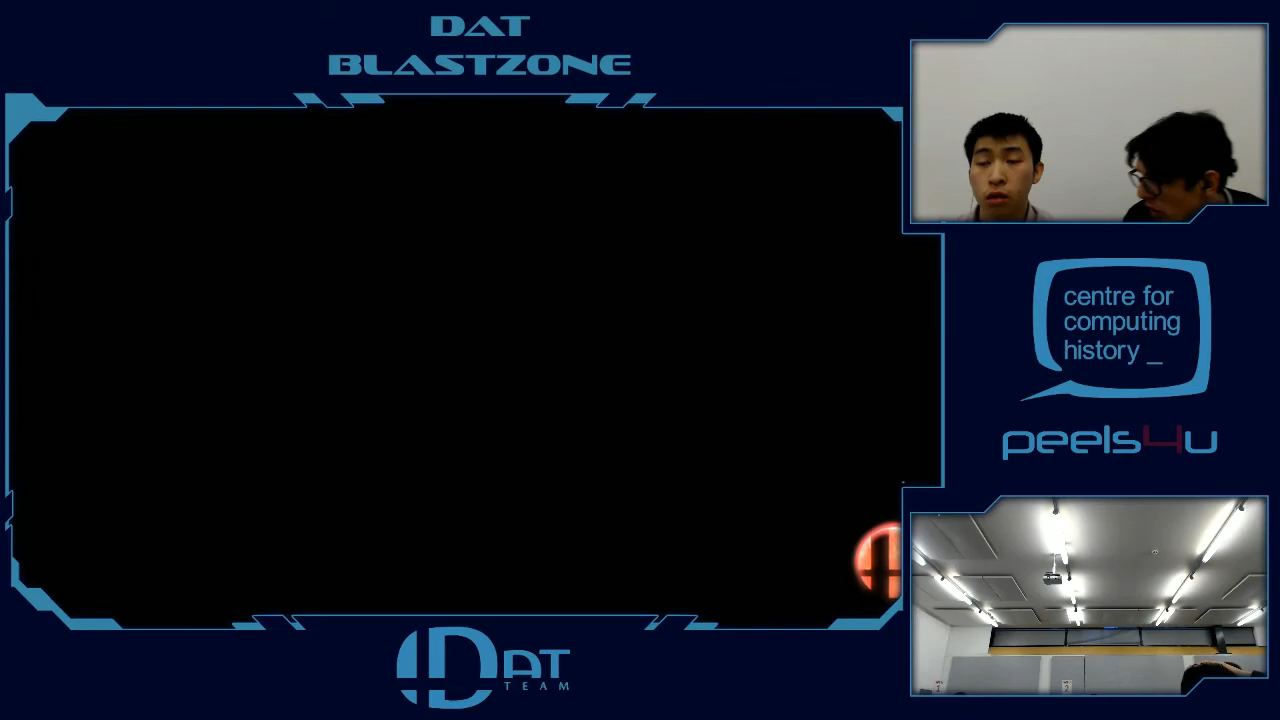 DAT
BLASTZONE
centre for
computing
history _
peels4u
DAT
TEAM